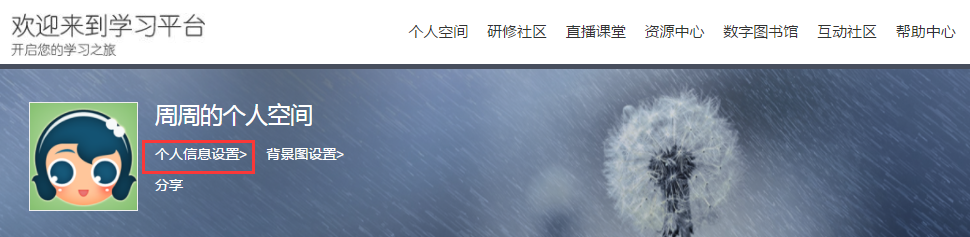 欢迎来到学习平台
开启您的学习之旅
个人空间 研修社区 直播课堂 资源中心 数字图书馆 互动社区 帮助中心
周周的个人空间
个人信息设置> 背景图设置>
分享